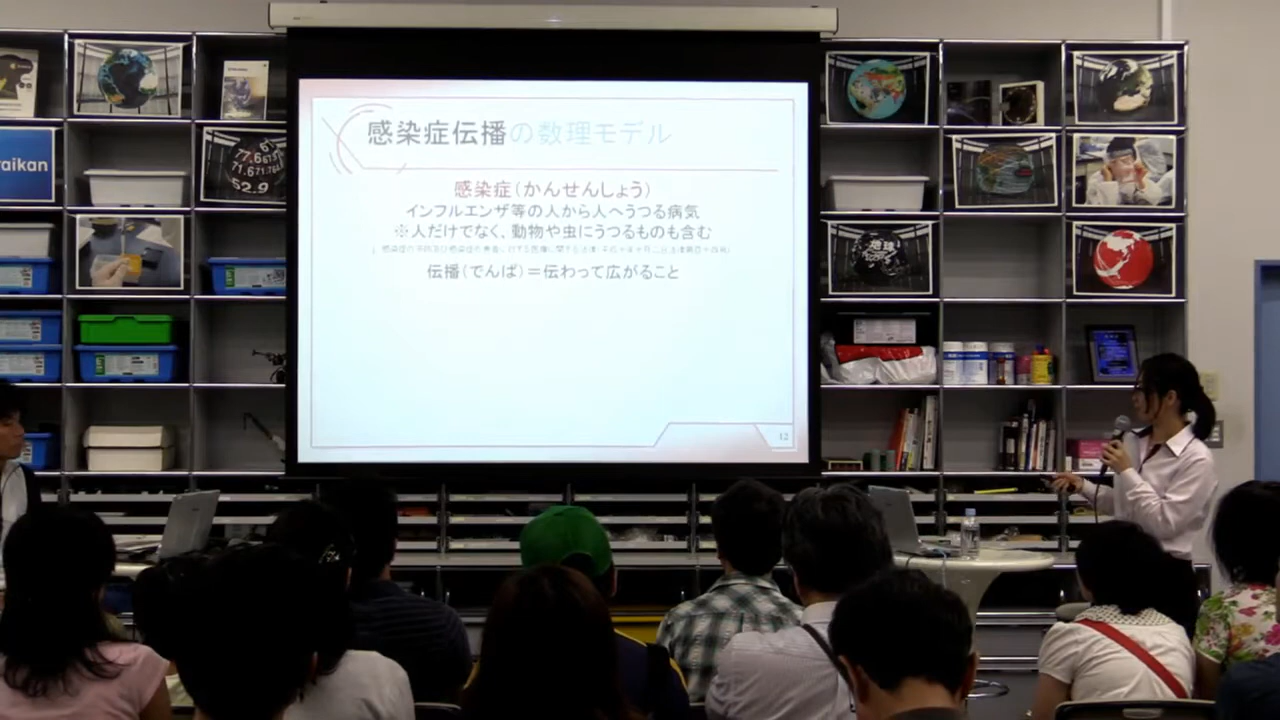 感染症伝播の数理モデル
感染症(かんせんしょう)
インフルエンザ等の人から人へうつる病気
※人だけでなく、動物や虫にうつるものも含む
伝播(でんぱ)=伝わって広がること
12
raikan
77.6
71.6
52.9
地球